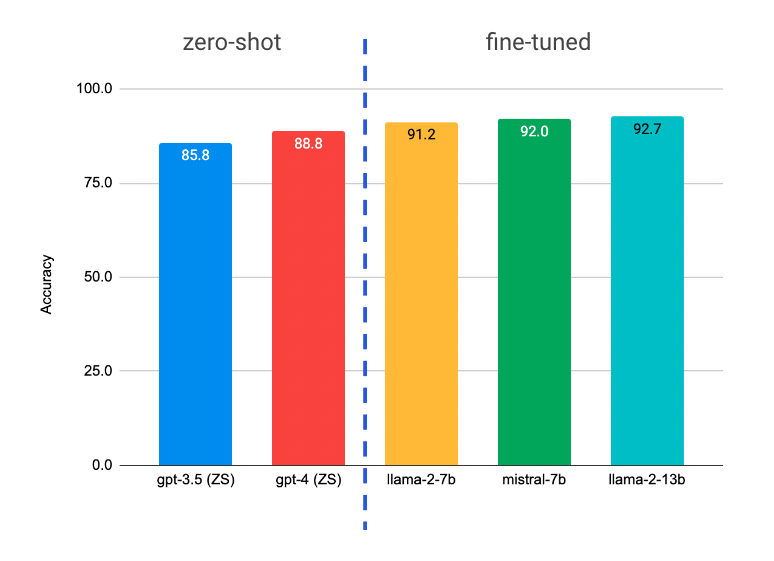 zero-shot
fine-tuned
100.0
75.0
50.0
25.0
0.0
Accuracy
85.8
88.8
91.2
92.0
92.7
gpt-3.5 (ZS)
gpt-4 (ZS)
llama-2-7b
mistral-7b
llama-2-13b